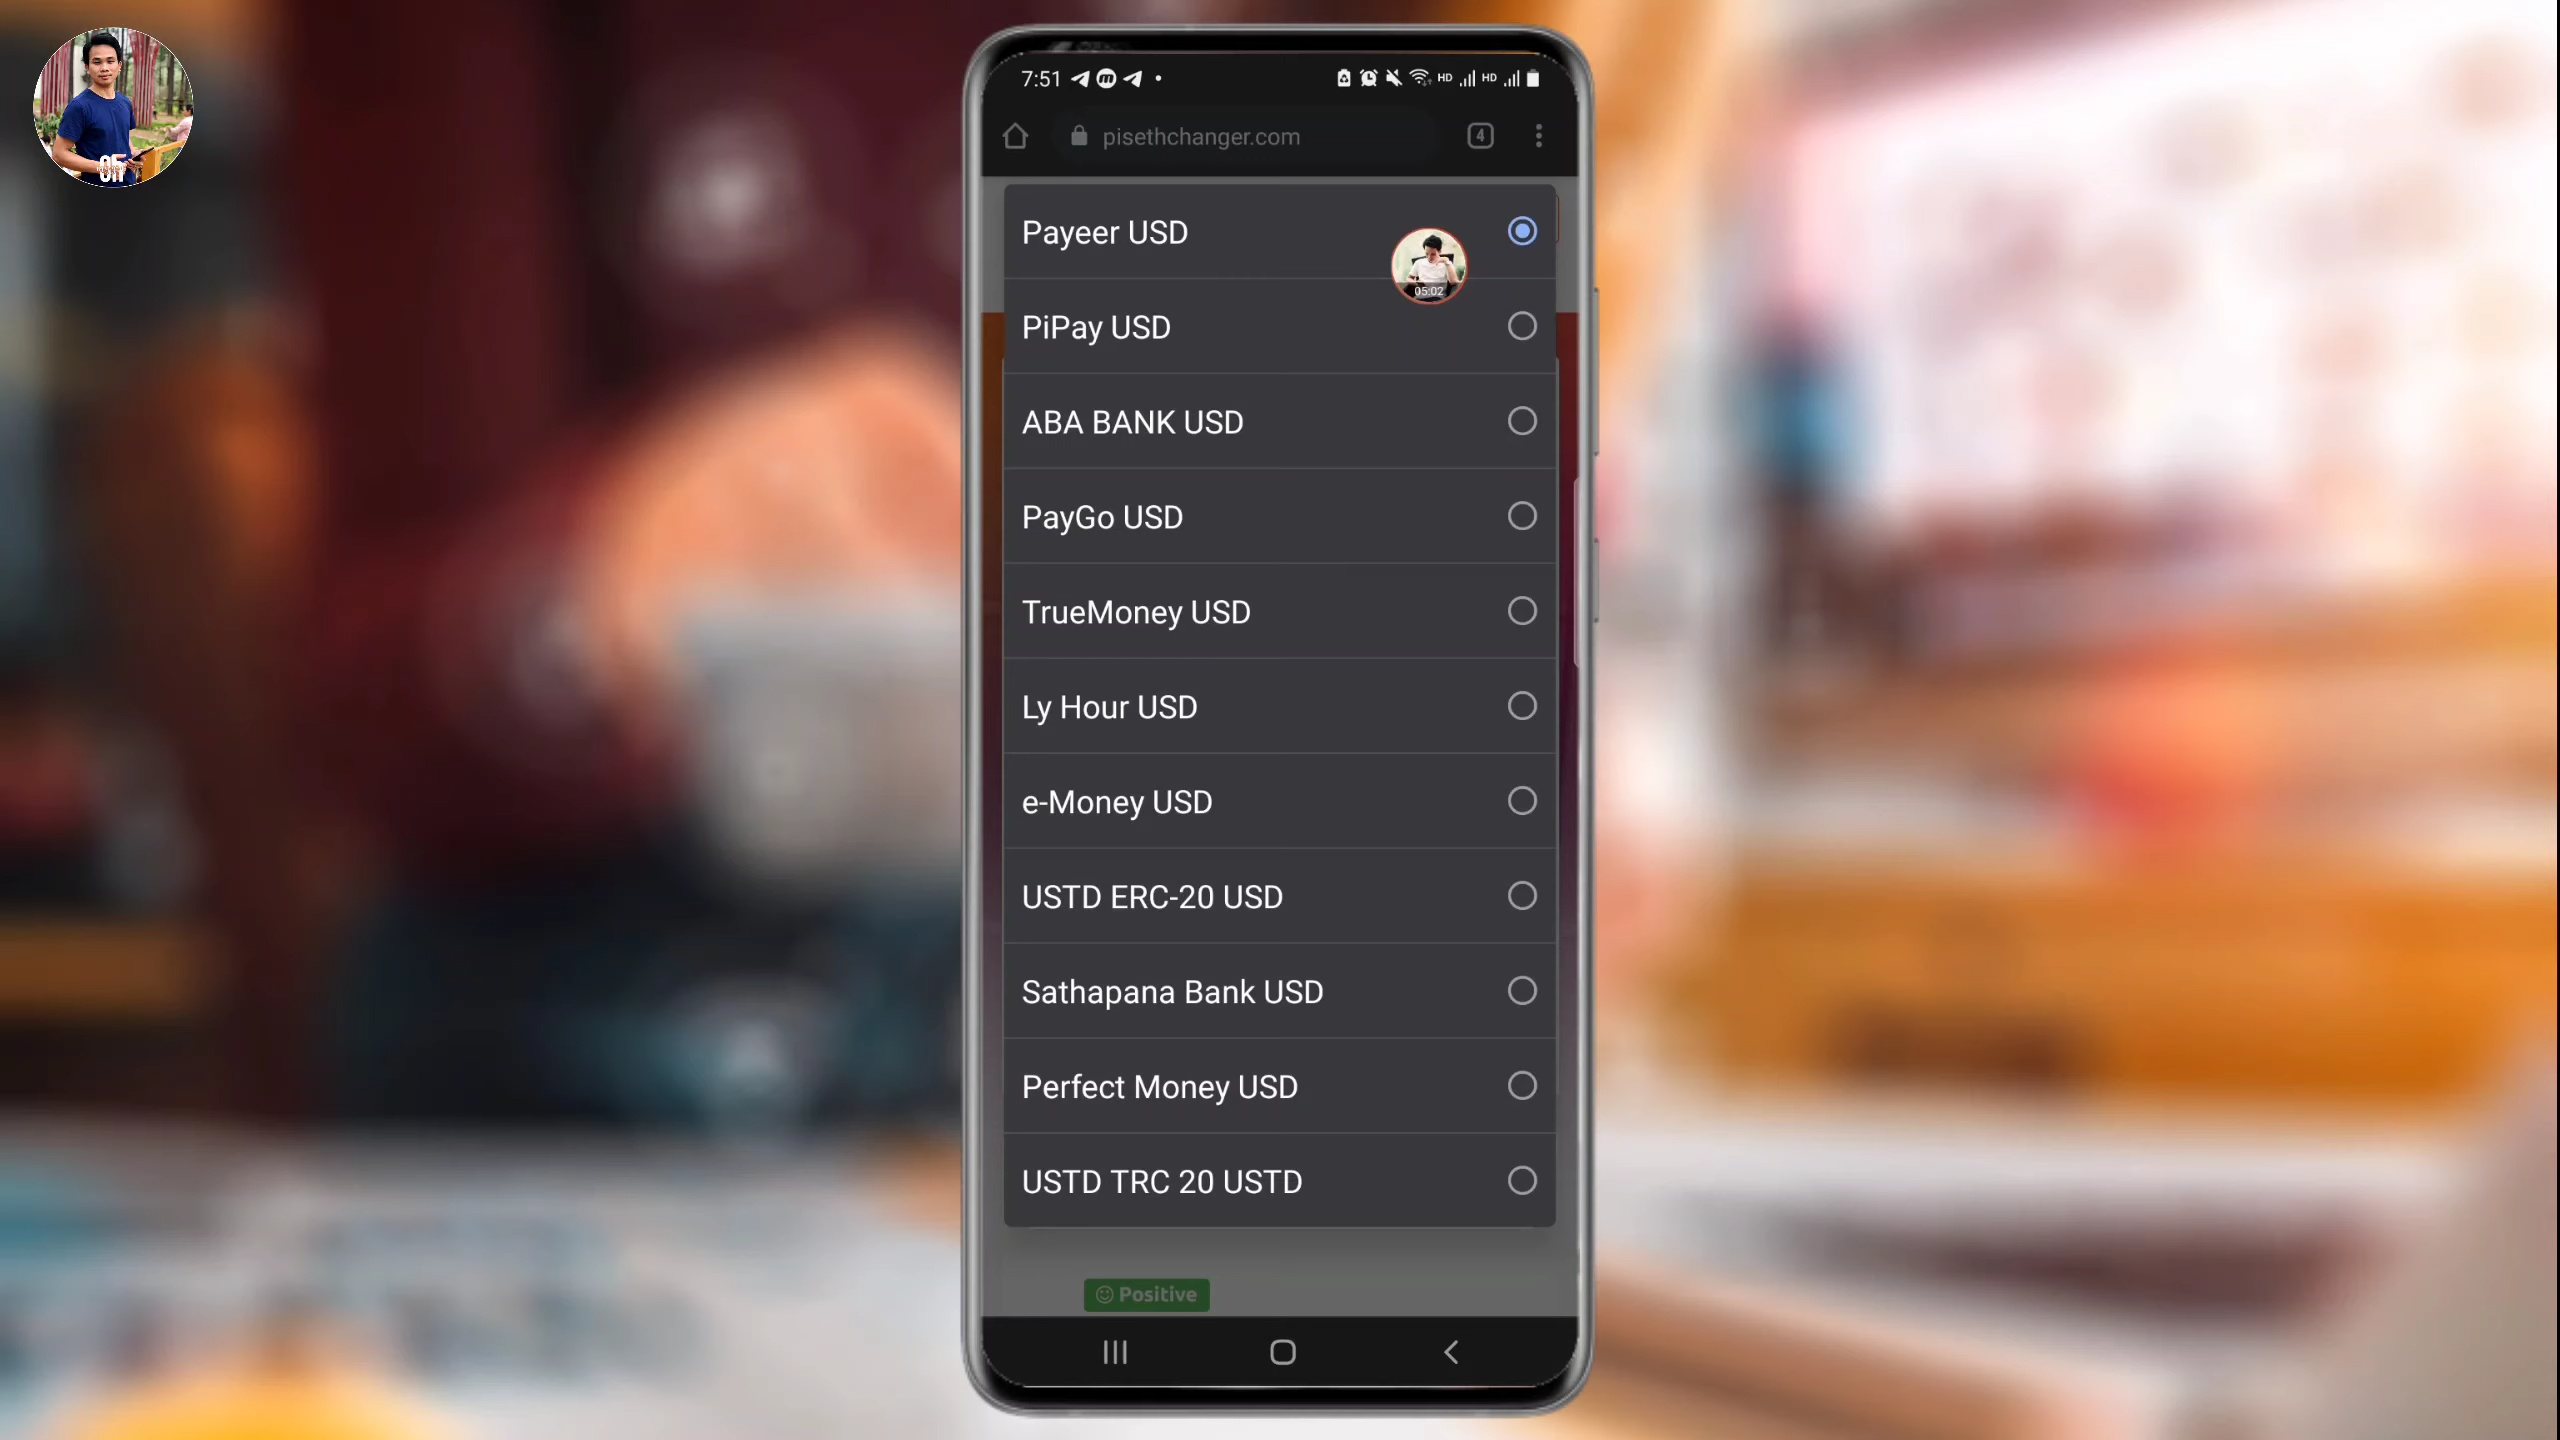 7:51
HD HD
pisethchanger.com
4
Payeer USD
05:02
PiPay USD
ABA BANK USD
PayGo USD
TrueMoney USD
Ly Hour USD
e-Money USD
USTD ERC-20 USD
Sathapana Bank USD
Perfect Money USD
USTD TRC 20 USTD
Positive